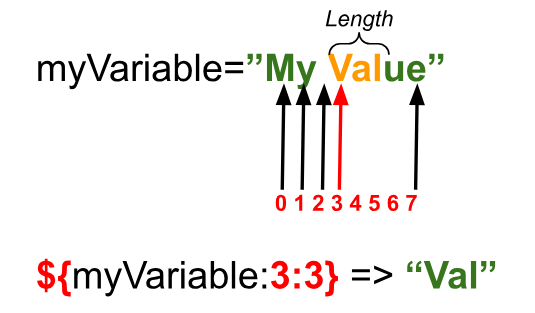 Length
myVariable=”My Value”
0 1 2 3 4 5 6 7
${myVariable:3:3} => “Val”